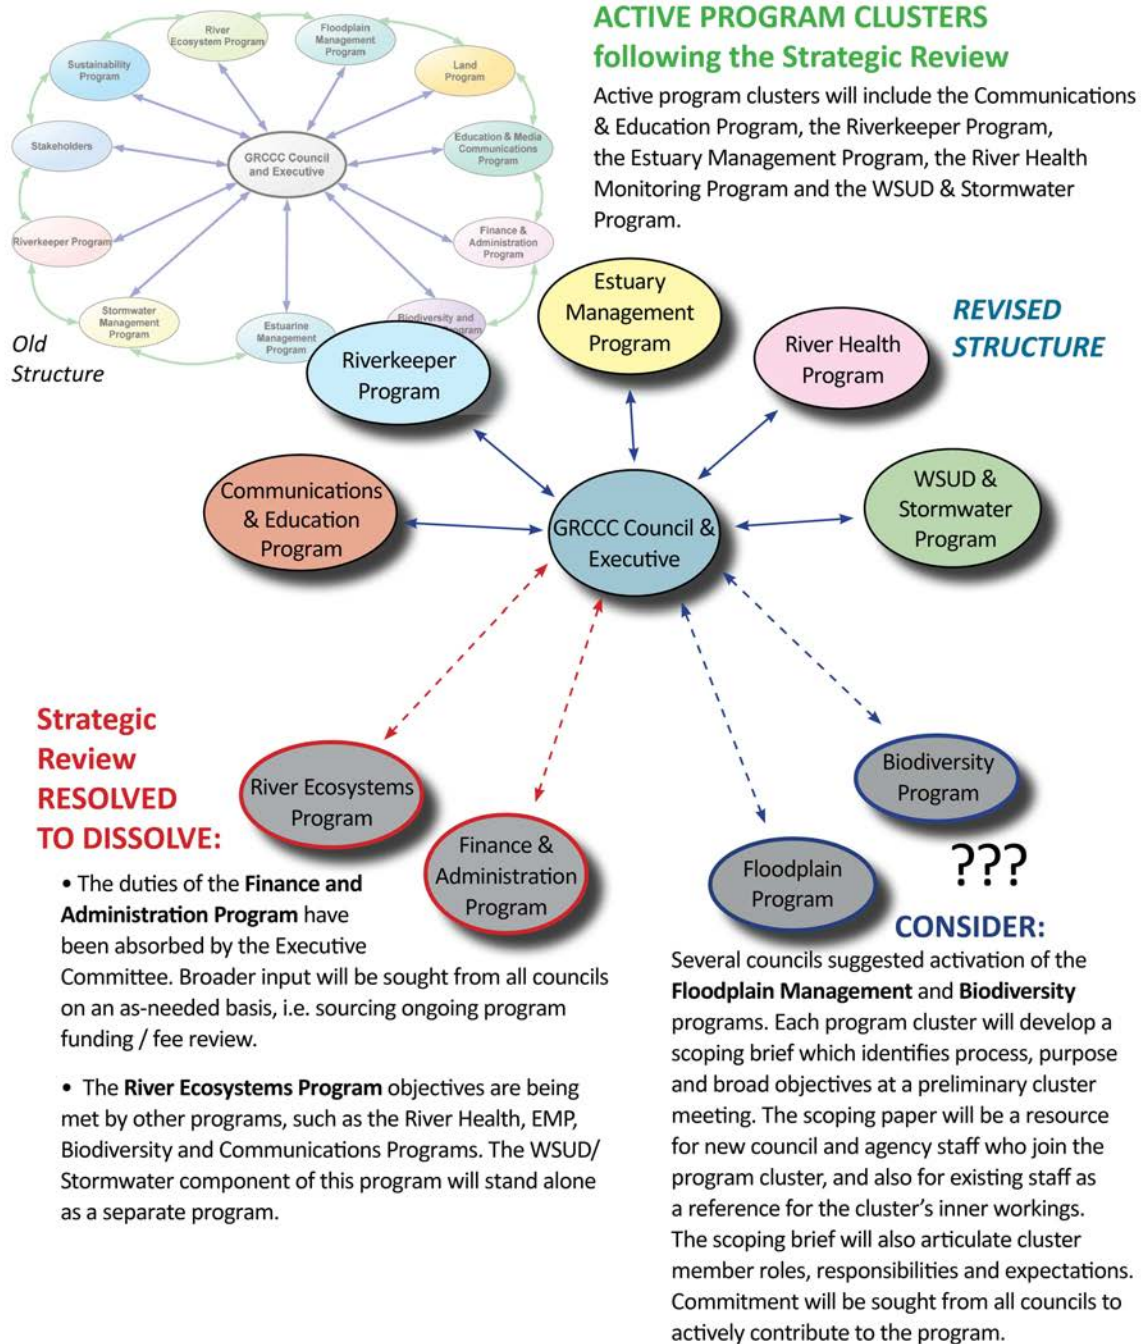 River
Ecosystem Program
Floodplain
Management
Program
Sustainability
Program
Land
Program
Stakeholders
Education & Media
Communications
Program
GRCCC Council
and Executive
Riverkeeper Program
Finance &
Administration
Program
Stormwater
Management
Program
Estuarine
Management
Program
Biodiversity and
Old
Structure
ACTIVE PROGRAM CLUSTERS
following the Strategic Review
Active program clusters will include the Communications
& Education Program, the Riverkeeper Program,
the Estuary Management Program, the River Health
Monitoring Program and the WSUD & Stormwater
Program.
REVISED
STRUCTURE
Estuary
Management
Program
River Health
Program
Riverkeeper
Program
Communications
& Education
Program
WSUD &
Stormwater
Program
GRCCC Council &
Executive
River Ecosystems
Program
Finance &
Administration
Program
Floodplain
Program
Biodiversity
Program
Strategic
Review
RESOLVED
TO DISSOLVE:
• The duties of the Finance and
Administration Program have
been absorbed by the Executive
Committee. Broader input will be sought from all councils
on an as-needed basis, i.e. sourcing ongoing program
funding / fee review.
• The River Ecosystems Program objectives are being
met by other programs, such as the River Health, EMP,
Biodiversity and Communications Programs. The WSUD/
Stormwater component of this program will stand alone
as a separate program.
???
CONSIDER:
Several councils suggested activation of the
Floodplain Management and Biodiversity
programs. Each program cluster will develop a
scoping brief which identifies process, purpose
and broad objectives at a preliminary cluster
meeting. The scoping paper will be a resource
for new council and agency staff who join the
program cluster, and also for existing staff as
a reference for the cluster's inner workings.
The scoping brief will also articulate cluster
member roles, responsibilities and expectations.
Commitment will be sought from all councils to
actively contribute to the program.